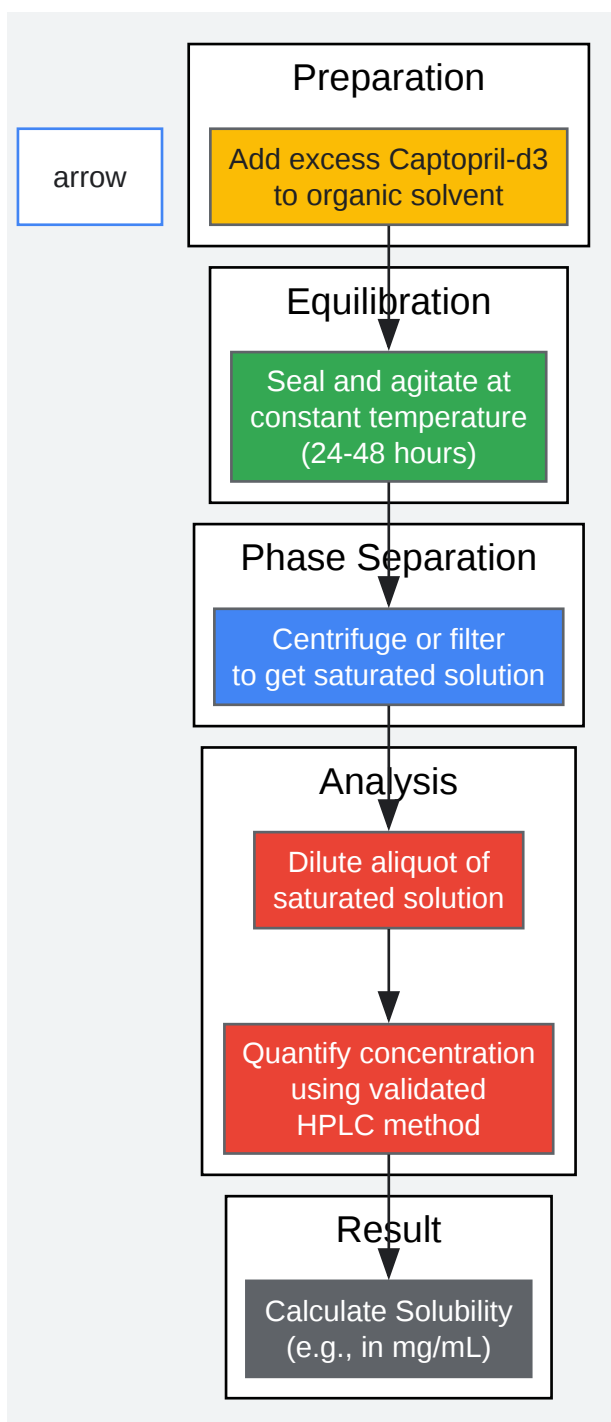 Preparation
arrow
Add excess Captopril-d3
to organic solvent
Equilibration
Seal and agitate at
constant temperature
(24-48 hours)
Phase Separation
Centrifuge or filter
to get saturated solution
Analysis
Dilute aliquot of
saturated solution
Quantify concentration
using validated
HPLC method
Result
Calculate Solubility
(e.g., in mg/mL)